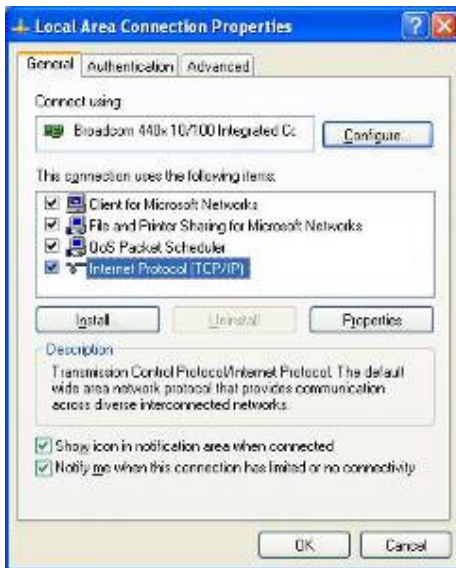 Local Area Connection Properties
General Authentication Advanced
Connect using:
Broadcom 440x 10/100 Integrated Cc
Configure...
This connection uses the following items:
Client for Microsoft Networks
File and Printer Sharing for Microsoft Networks
QoS Packet Scheduler
Internet Protocol (TCP/IP)
Install... Uninstall Properties
Description
Transmission Control Protocol/Internet Protocol. The default
wide area network protocol that provides communication
across diverse interconnected networks.
Show icon in notification area when connected
Notify me when this connection has limited or no connectivity
OK Cancel